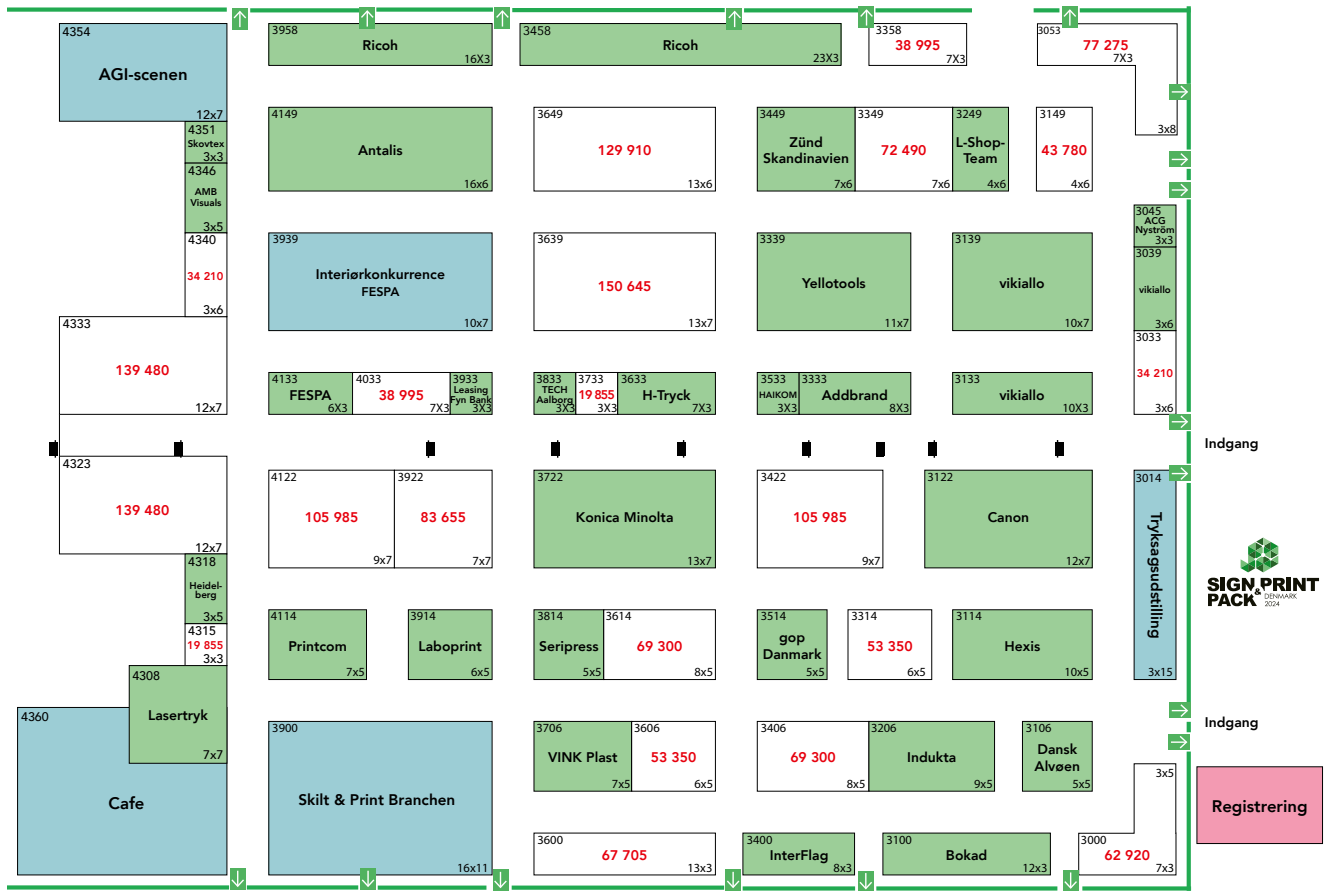 4354
AGI-scenen
12x7
3958
Ricoh
16X3
3458
Ricoh
23X3
3358
38 995
7X3
3053
77 275
7X3
3x8
4351
Skovtex
3x3
4149
Antalis
16x6
3649
129 910
13x6
3449
Zünd
Skandinavien
7x6
3349
72 490
7x6
3249
L-Shop-
Team
4x6
3149
43 780
4x6
4346
AMB
Visuals
3x5
3045
ACG
Nyström
3x3
4340
34 210
3x6
3939
Interiørkonkurrence
FESPA
10x7
3639
150 645
13x7
3339
Yellotools
11x7
3139
vikiallo
10x7
3039
vikiallo
3x6
4333
139 480
12x7
4133
FESPA
6X3
4033
38 995
7X3
3933
Leasing
Fyn Bank
3X3
3833
TECH
Aalborg
3X3
3733
19 855
3X3
3633
H-Tryck
7X3
3533
HAIKOM
3X3
3333
Addbrand
8X3
3133
vikiallo
10X3
3033
34 210
3x6
Indgang
4323
139 480
12x7
4122
105 985
9x7
3922
83 655
7x7
3722
Konica Minolta
13x7
3422
105 985
9x7
3122
Canon
12x7
3014
Tryksagsudstilling
3x15
SIGN PRINT
& PACK
DENMARK
2024
4318
Heidel-
berg
3x5
4315
19 855
3x3
4114
Printcom
7x5
3914
Laboprint
6x5
3814
Seripress
5x5
3614
69 300
8x5
3514
gop
Danmark
5x5
3314
53 350
6x5
3114
Hexis
10x5
4308
Lasertryk
7x7
Indgang
4360
Cafe
3900
Skilt & Print Branchen
16x11
3706
VINK Plast
7x5
3606
53 350
6x5
3406
69 300
8x5
3206
Indukta
9x5
3106
Dansk
Alvøen
5x5
3x5
Registrering
3600
67 705
13x3
3400
InterFlag
8x3
3100
Bokad
12x3
3000
62 920
7x3